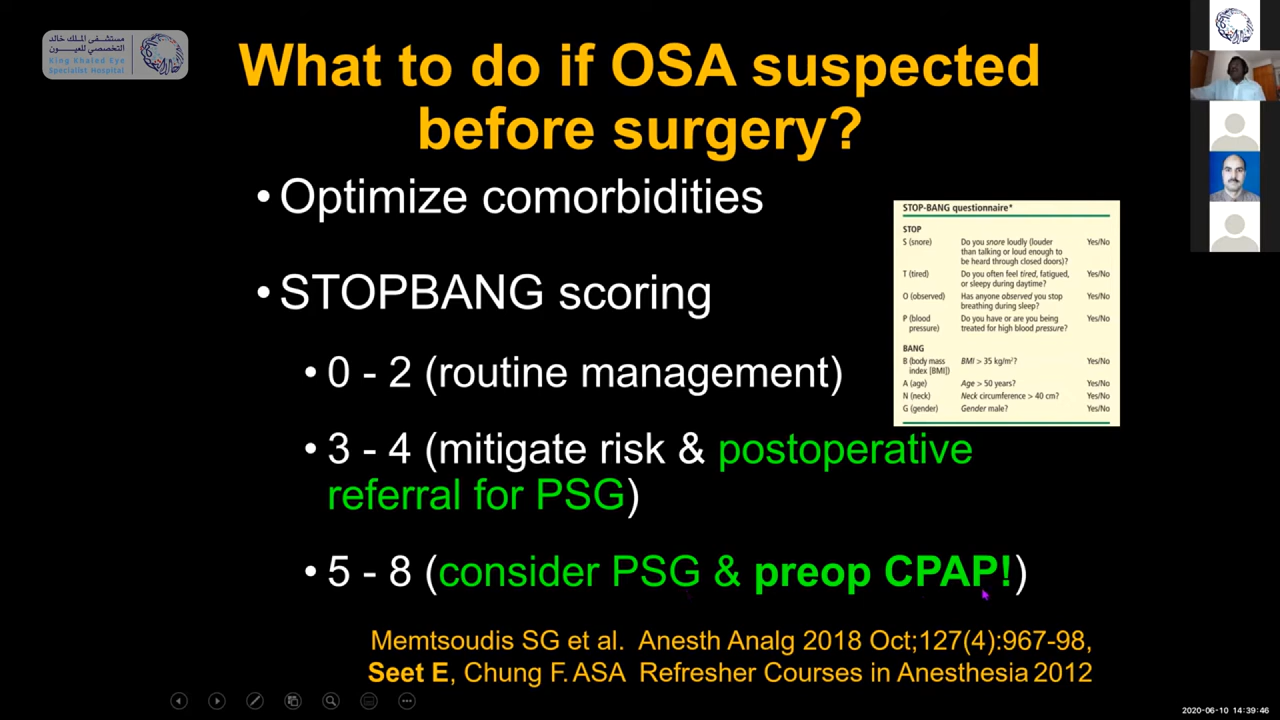 مستشفى الملك خالد
التخصصي للعيون
King Khaled Eye
Specialist Hospital
What to do if OSA suspected
before surgery?
• Optimize comorbidities
• STOPBANG scoring
• 0 - 2 (routine management)
• 3 - 4 (mitigate risk & postoperative
referral for PSG)
• 5 - 8 (consider PSG & preop CPAP!)
STOP-BANG questionnaire*
STOP
S (snore) Do you snore loudly (louder Yes/No
than talking or loud enough to
be heard through closed doors)?
T (tired) Do you often feel tired, fatigued, Yes/No
or sleepy during daytime?
O (observed) Has anyone observed you stop Yes/No
breathing during sleep?
P (blood Do you have or are you being Yes/No
pressure) treated for high blood pressure?
BANG
B (body mass BMI > 35 kg/m²? Yes/No
index [BMI])
A (age) Age > 50 years? Yes/No
N (neck) Neck circumference > 40 cm? Yes/No
G (gender) Gender male? Yes/No
Memtsoudis SG et al. Anesth Analg 2018 Oct;127(4):967-98,
Seet E, Chung F. ASA Refresher Courses in Anesthesia 2012
2020-06-10 14:39:46